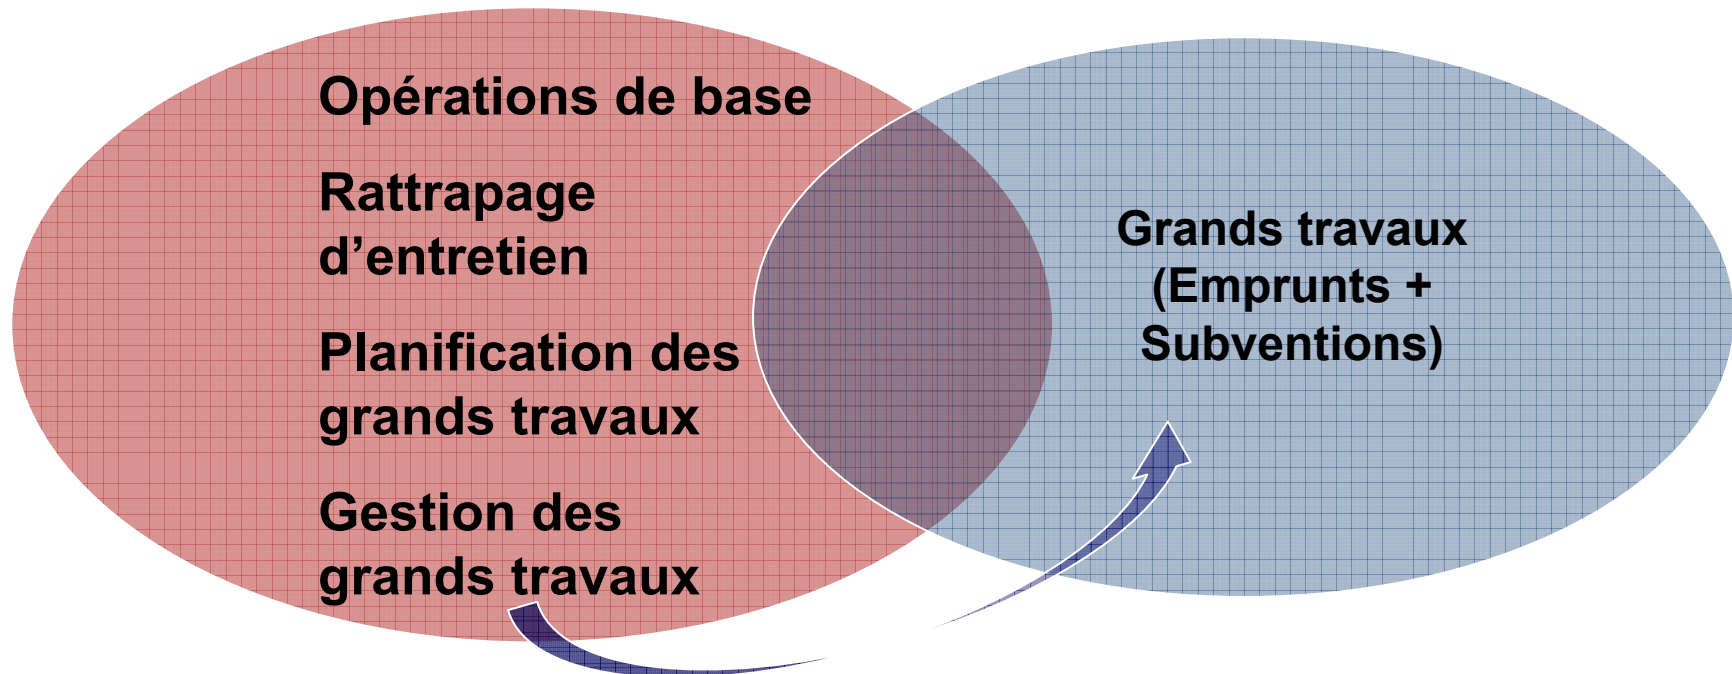 Opérations de base
Rattrapage
d’entretien
Planification des
grands travaux
Gestion des
grands travaux
Grands travaux
(Emprunts +
Subventions)